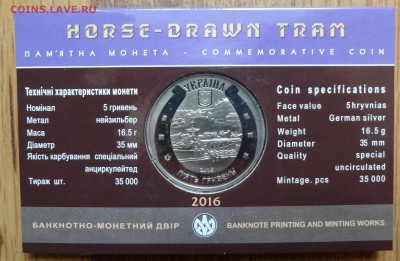 COINS.LAVE.RU
HORSE-DRAWN TRAM
ПАМ'ЯТНА МОНЕТА - COMMEMORATIVE COIN
Технічні характеристики монети
Номінал 5 гривень
Метал нейзильбер
Маса 16.5 г
Діаметр 35 мм
Якість карбування спеціальний
анциркулейтед
Тираж шт. 35 000
УКРАЇНА
2016
П'ЯТЬ ГРИВЕНЬ
Coin specifications
Face value 5hryvnias
Metal German silver
Weight 16.5 g
Diameter 35 mm
Quality special
uncirculated
Mintage. pcs 35 000
2016
БАНКНОТНО-МОНЕТНИЙ ДВІР
BANKNOTE PRINTING AND MINTING WORKS